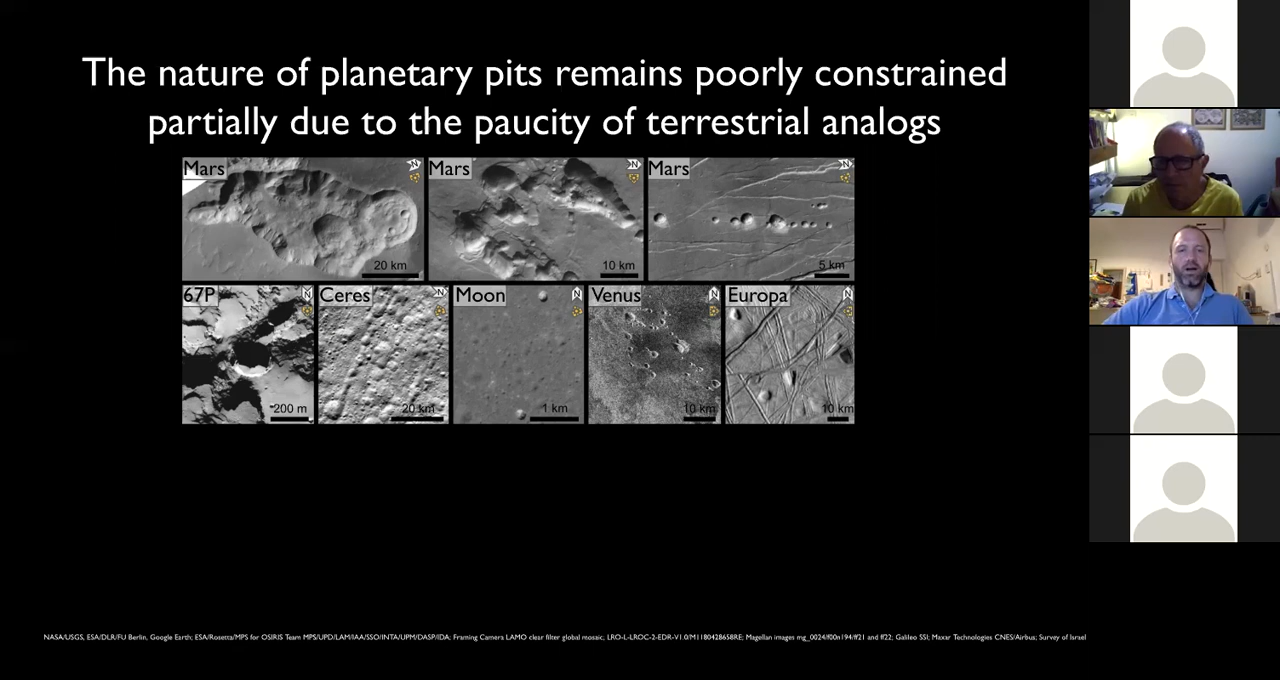 The nature of planetary pits remains poorly constrained
partially due to the paucity of terrestrial analogs
Mars
N
20 km
Mars
N
10 km
Mars
N
5 km
67P
N
200 m
Ceres
N
20 km
Moon
N
1 km
Venus
N
10 km
Europa
N
10 km
NASA/USGS, ESA/DLR/FU Berlin, Google Earth; ESA/Rosetta/MPS for OSIRIS Team MPS/UPD/LAM/IAA/SSO/INTA/UPM/DASP/IDA; Framing Camera LAMO clear filter global mosaic, LRO-L-LROC-2-EDR-V1.0/M1180428658RE; Magellan images mg_0024/f00n194/ff21 and ff22; Galileo SSI; Maxar Technologies CNES/Airbus; Survey of Israel